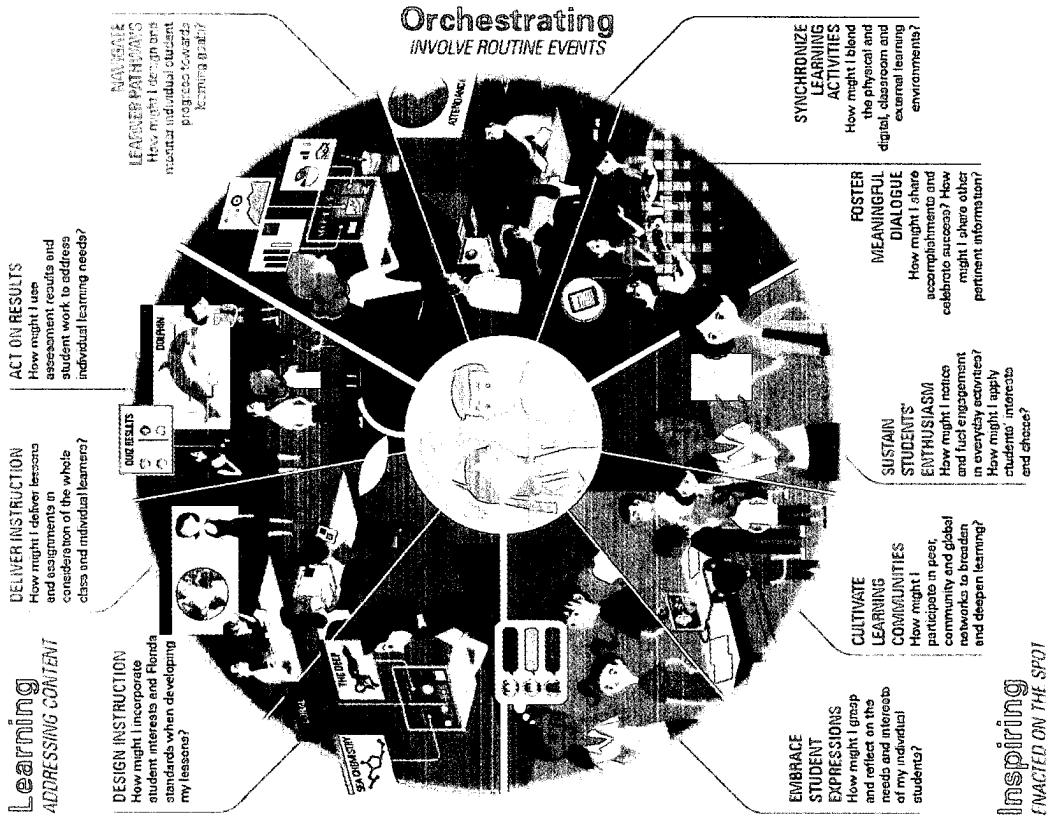 Learning
ADDRESSING CONTENT
DESIGN INSTRUCTION
How might I incorporate
student interests and Florida
standards when developing
my lessons?
DELIVER INSTRUCTION
How might I deliver lessons
and assignments in
consideration of the whole
class and individual learners?
ACT ON RESULTS
How might I use
assessment results and
student work to address
individual learning needs?
NAVIGATE
LEARNER PATHWAYS
How might I design and
monitor individual student
progress towards
learning goals?
Orchestrating
INVOLVE ROUTINE EVENTS
SYNCHRONIZE
LEARNING
ACTIVITIES
How might I blend
the physical and
digital, classroom and
external learning
environments?
FOSTER
MEANINGFUL
DIALOGUE
How might I share
accomplishments and
celebrate success? How
might I share other
pertinent information?
SUSTAIN
STUDENTS'
ENTHUSIASM
How might I notice
and fuel engagement
in everyday activities?
How might I apply
students' interests
and choice?
CULTIVATE
LEARNING
COMMUNITIES
How might I
participate in peer,
community and global
networks to broaden
and deepen learning?
EMBRACE
STUDENT
EXPRESSIONS
How might I grasp
and reflect on the
needs and interests
of my individual
students?
Inspiring
ENACTED ON THE SPOT
SEA CHEMISTRY
THE DEEP
QUIZ RESULTS
DOLPHIN
ATTENDANCE